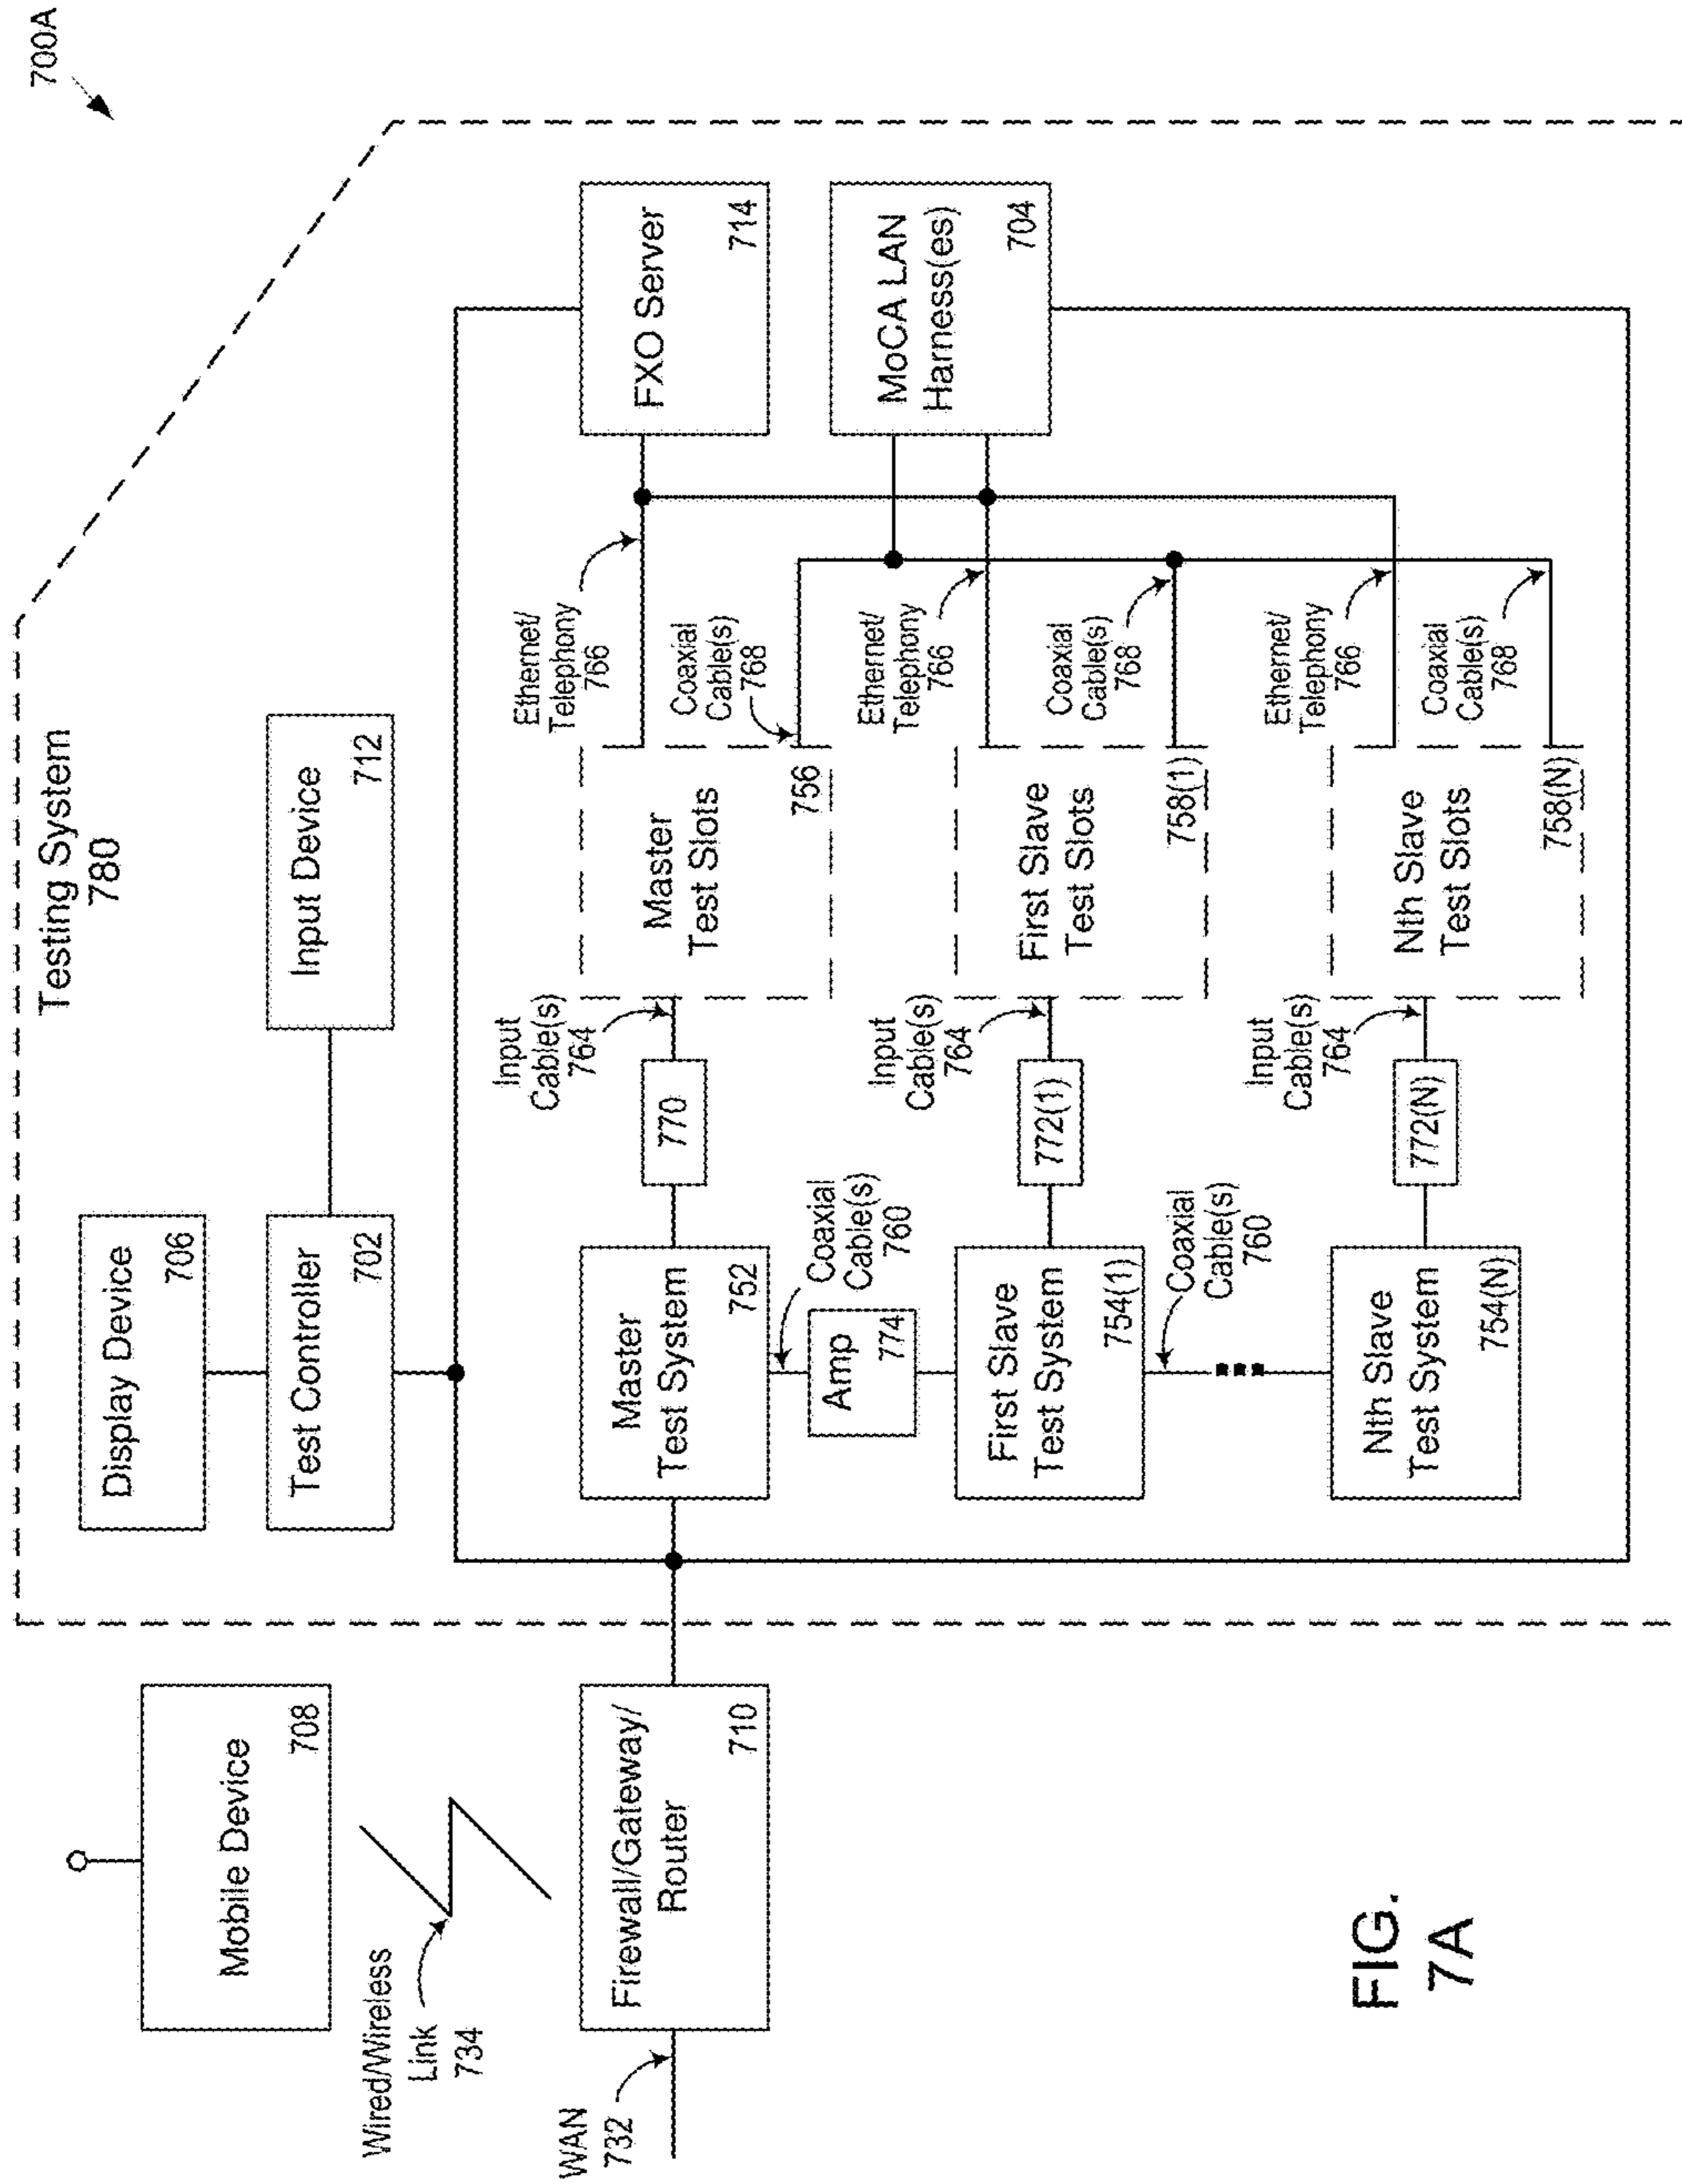 700A
Testing System
780
Display Device
706
Test Controller
702
Input Device
712
Mobile Device
708
Wired/Wireless
Link
734
WAN
732
Firewall/Gateway/
Router
710
Master
Test System
752
770
Input
Cable(s)
764
Master
Test Slots
756
Ethernet/
Telephony
766
Coaxial
Cable(s)
768
FXO Server
714
MoCA LAN
Harness(es)
704
Coaxial
Cable(s)
760
Amp
774
First Slave
Test System
754(1)
772(1)
Input
Cable(s)
764
First Slave
Test Slots
758(1)
Ethernet/
Telephony
766
Coaxial
Cable(s)
768
Coaxial
Cable(s)
760
Nth Slave
Test System
754(N)
772(N)
Input
Cable(s)
764
Nth Slave
Test Slots
758(N)
Ethernet/
Telephony
766
Coaxial
Cable(s)
768
FIG.
7A